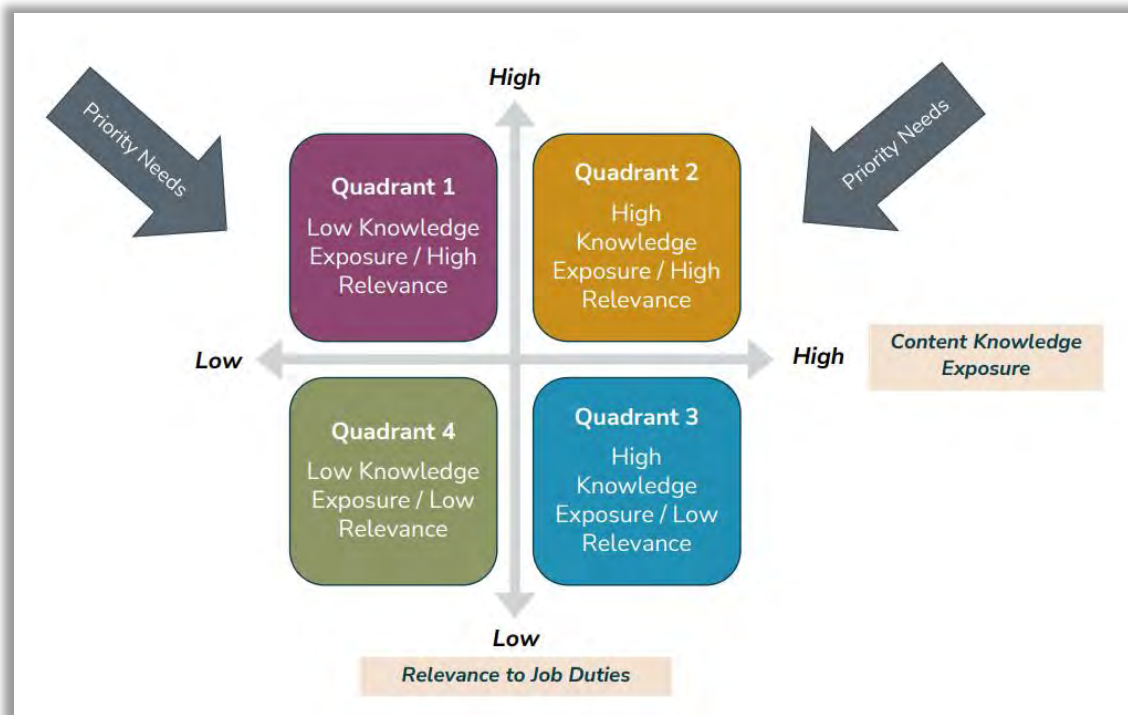 High
Priority Needs
Priority Needs
Quadrant 1
Low Knowledge
Exposure / High
Relevance
Quadrant 2
High
Knowledge
Exposure / High
Relevance
Low
High
Content Knowledge
Exposure
Quadrant 4
Low Knowledge
Exposure / Low
Relevance
Quadrant 3
High
Knowledge
Exposure / Low
Relevance
Low
Relevance to Job Duties